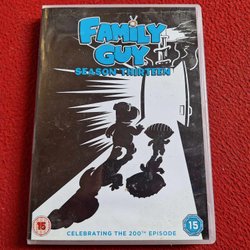 FAMILY
GUY
SEASON THIRTEEN
15
CELEBRATING THE 200TH EPISODE
15